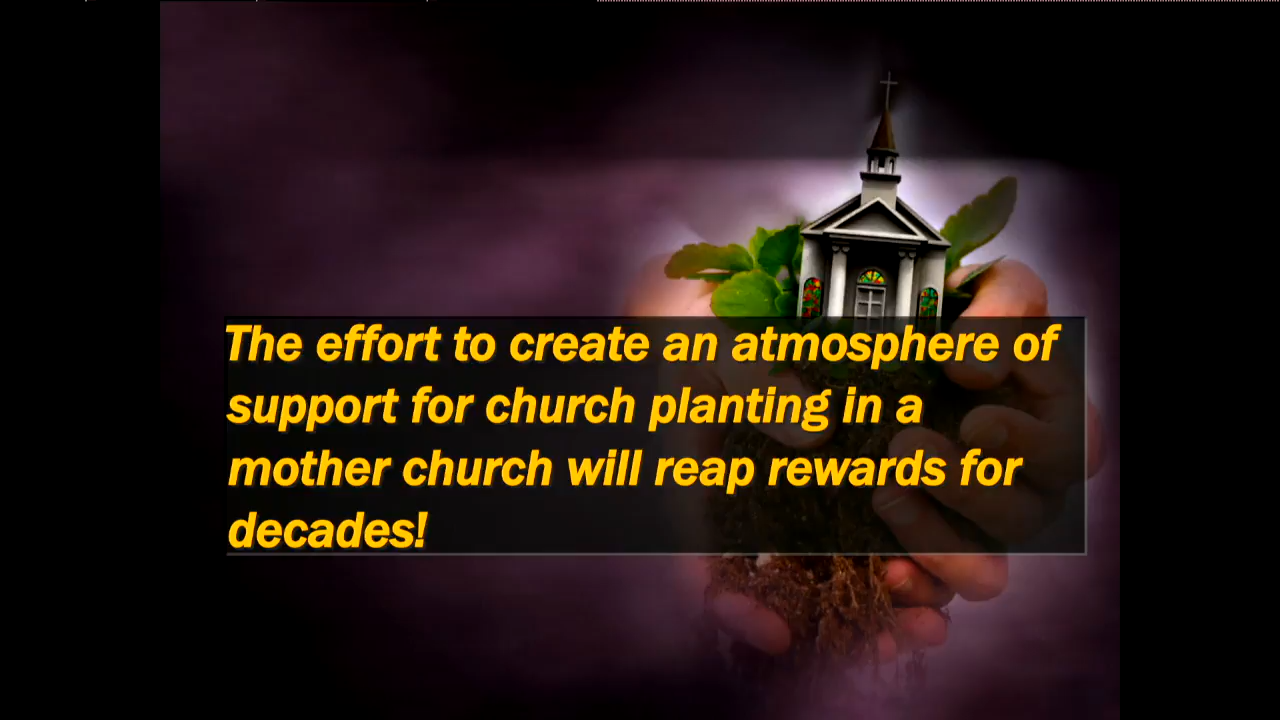 The effort to create an atmosphere of
support for church planting in a
mother church will reap rewards for
decades!